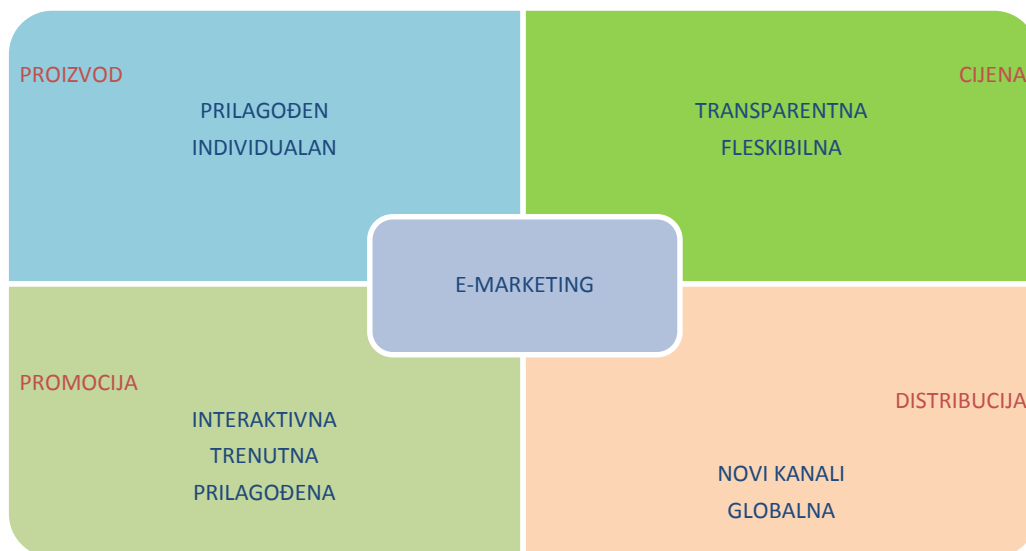 PROIZVOD
PRILAGOĐEN
INDIVIDUALAN
CIJENA
TRANSPARENTNA
FLESKIBILNA
E-MARKETING
PROMOCIJA
INTERAKTIVNA
TRENUTNA
PRILAGOĐENA
DISTRIBUCIJA
NOVI KANALI
GLOBALNA